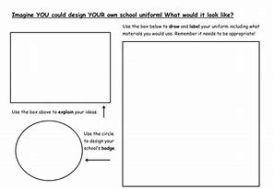 Imagine YOU could design YOUR own school uniform! What would it look like?
Use the box below to draw and label your uniform including what
materials you would use. Remember it needs to be appropriate!
Use the box above to explain your ideas.
Use the circle
to design your
school's badge.